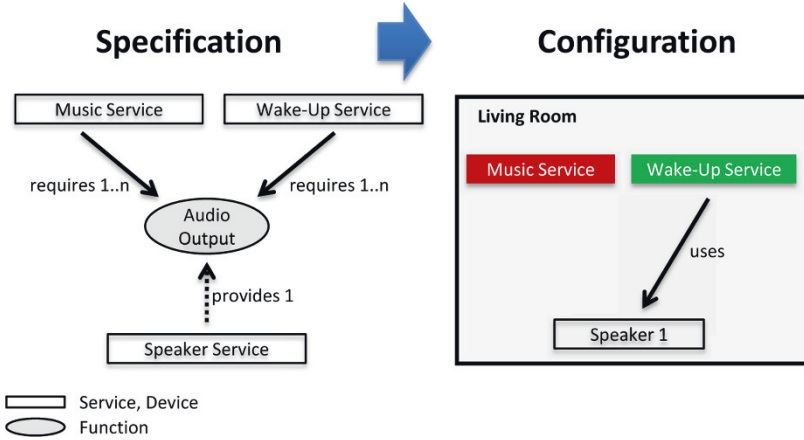 Specification
Configuration
Music Service
Wake-Up Service
requires 1..n
requires 1..n
Audio
Output
provides 1
Speaker Service
Living Room
Music Service
Wake-Up Service
uses
Speaker 1
Service, Device
Function